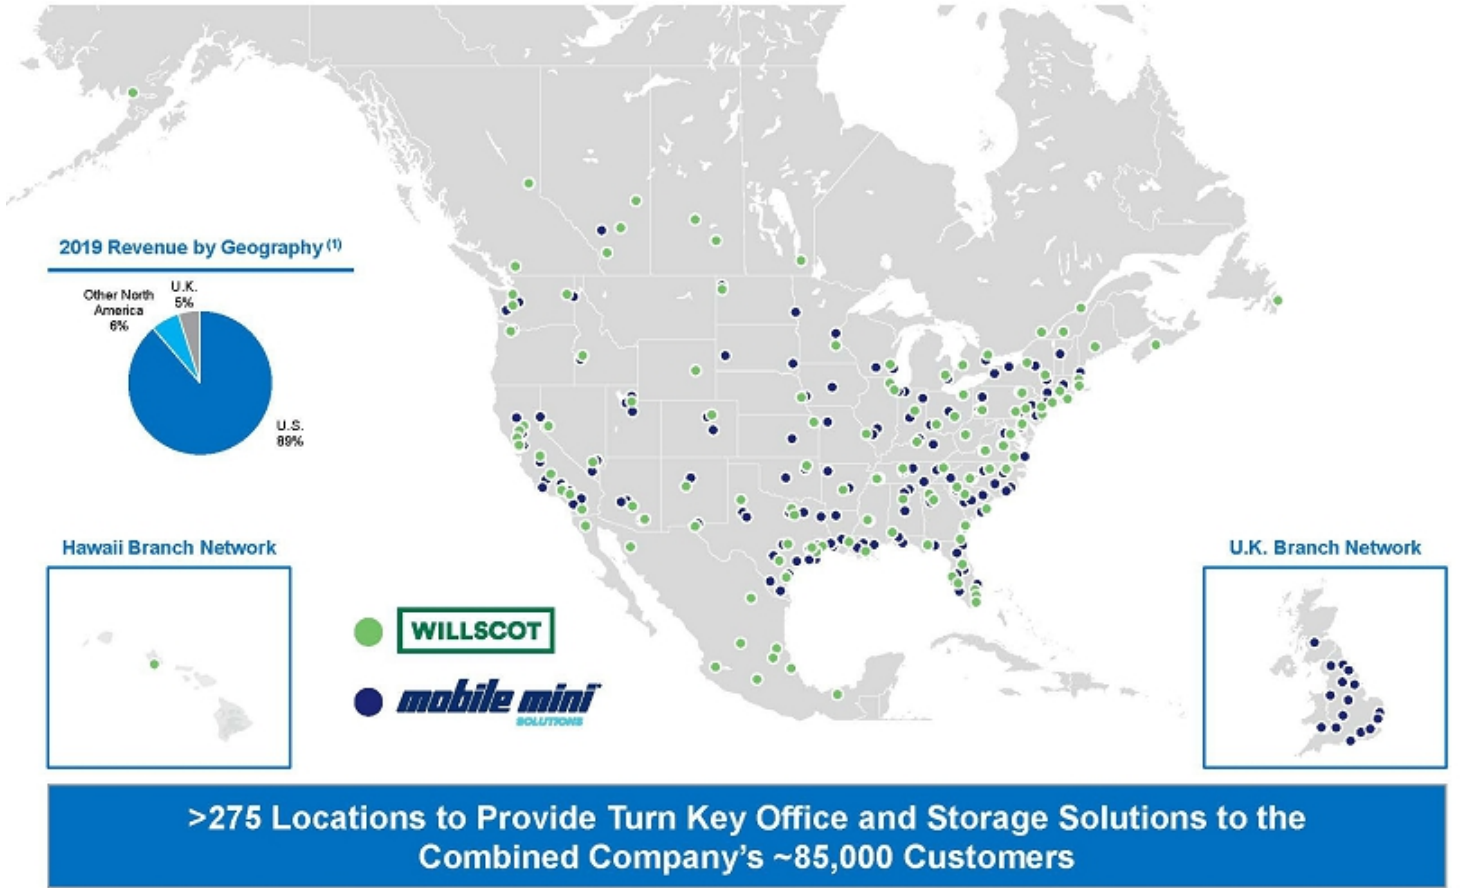 2019 Revenue by Geography (1)
Other North
America
6%
U.K.
5%
U.S.
89%
Hawaii Branch Network
WILLSCOT
mobile mini
SOLUTIONS
U.K. Branch Network
>275 Locations to Provide Turn Key Office and Storage Solutions to the
Combined Company's ~85,000 Customers